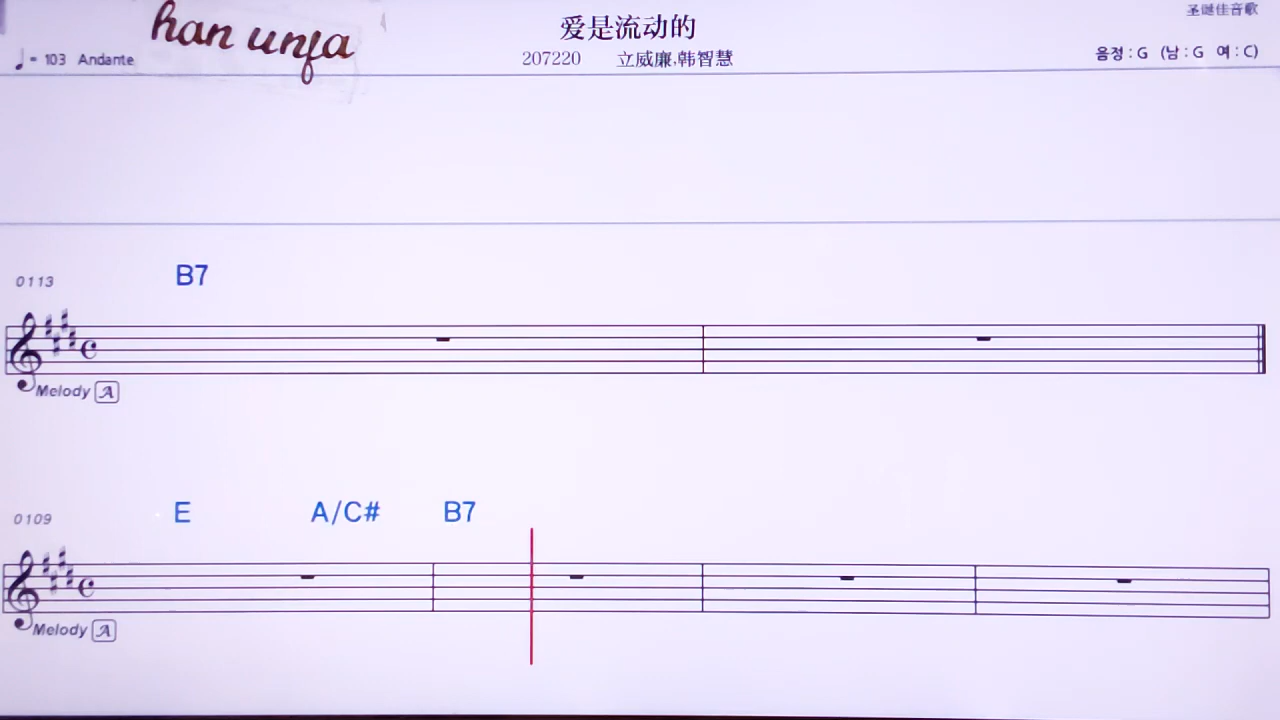 han unfa
爱是流动的
圣诞佳音歌
♩= 103 Andante
207220 立威廉,韩智慧
음정 : G (남 : G 여 : C)
0113 B7
Melody A
0109 E A/C# B7
Melody A